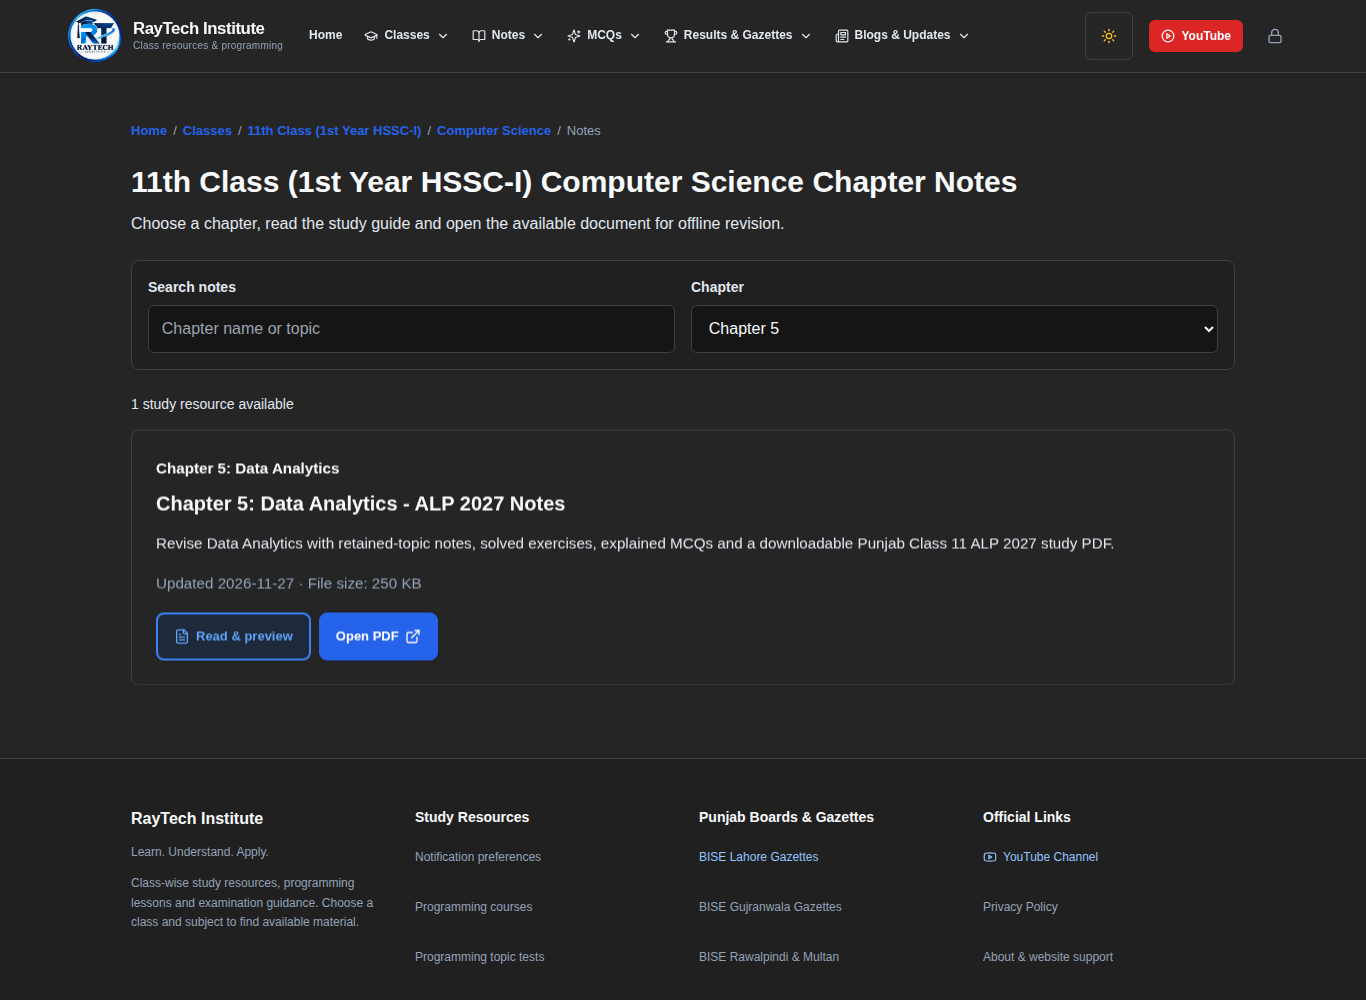 RT
RAYTECH
RayTech Institute
Class resources & programming
Home
Classes
Notes
MCQs
Results & Gazettes
Blogs & Updates
YouTube
Home / Classes / 11th Class (1st Year HSSC-I) / Computer Science / Notes
11th Class (1st Year HSSC-I) Computer Science Chapter Notes
Choose a chapter, read the study guide and open the available document for offline revision.
Search notes
Chapter name or topic
Chapter
Chapter 5
1 study resource available
Chapter 5: Data Analytics
Chapter 5: Data Analytics - ALP 2027 Notes
Revise Data Analytics with retained-topic notes, solved exercises, explained MCQs and a downloadable Punjab Class 11 ALP 2027 study PDF.
Updated 2026-11-27 · File size: 250 KB
Read & preview
Open PDF
RayTech Institute
Learn. Understand. Apply.
Class-wise study resources, programming
lessons and examination guidance. Choose a
class and subject to find available material.
Study Resources
Notification preferences
Programming courses
Programming topic tests
Punjab Boards & Gazettes
BISE Lahore Gazettes
BISE Gujranwala Gazettes
BISE Rawalpindi & Multan
Official Links
YouTube Channel
Privacy Policy
About & website support